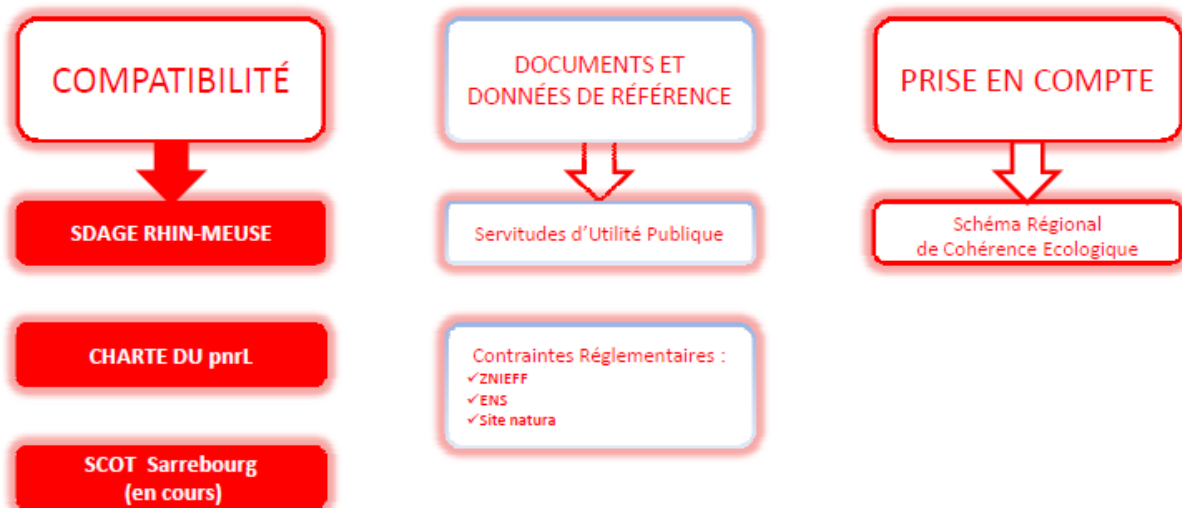 COMPATIBILITÉ
SDAGE RHIN-MEUSE
CHARTE DU pnrL
SCOT Sarrebourg
(en cours)
DOCUMENTS ET
DONNÉES DE RÉFÉRENCE
Servitudes d'Utilité Publique
Contraintes Réglementaires :
✓ZNIEFF
✓ENS
✓Site natura
PRISE EN COMPTE
Schéma Régional
de Cohérence Ecologique